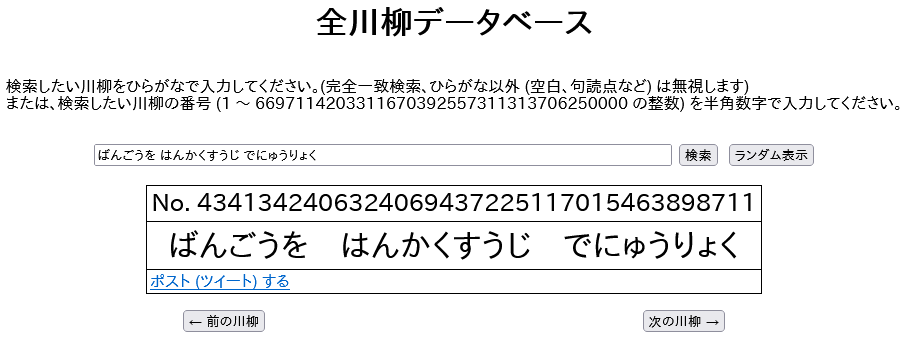 全川柳データベース
検索したい川柳をひらがなで入力してください。(完全一致検索、ひらがな以外 (空白、句読点など) は無視します)
または、検索したい川柳の番号 (1 ～ 66971142033116703925573113137062500​00 の整数) を半角数字で入力してください。
ばんごうを はんかくすうじ でにゅうりょく
検索
ランダム表示
No. 4341342406324069437225117015463898711
ばんごうを　はんかくすうじ　でにゅうりょく
ポスト (ツイート) する
← 前の川柳
次の川柳 →